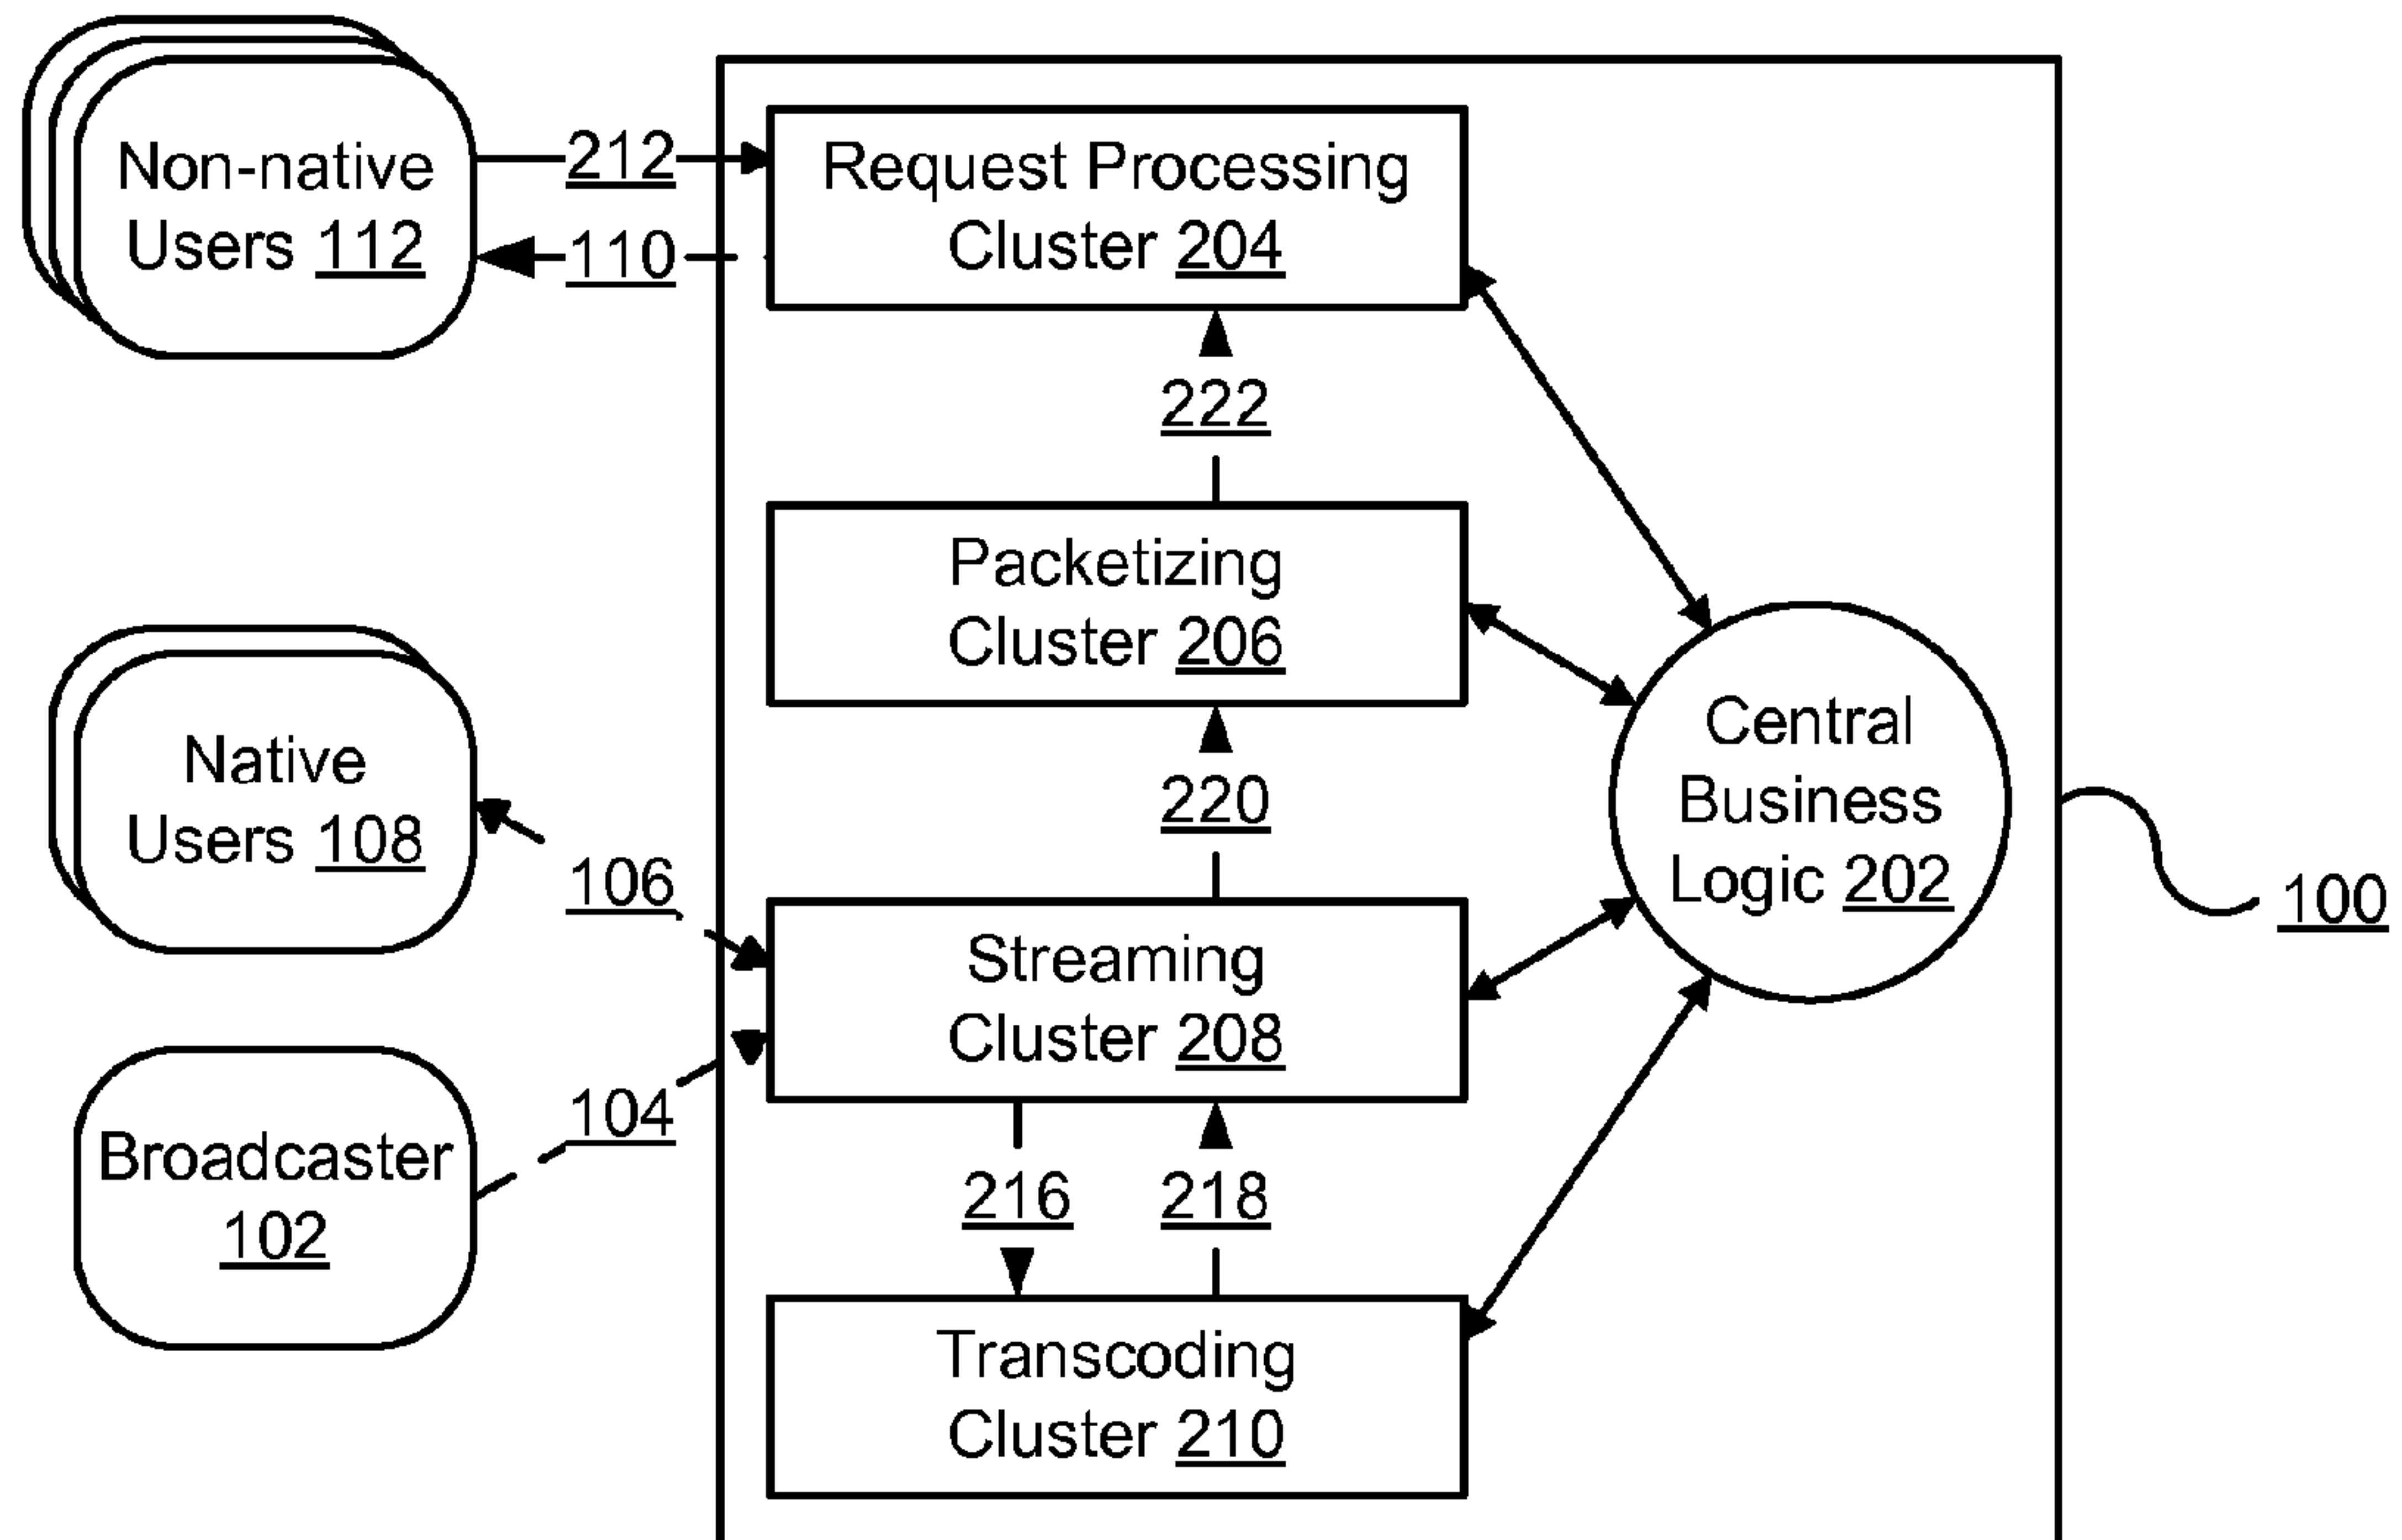 Non-native
Users 112
212
110
Request Processing
Cluster 204
222
Packetizing
Cluster 206
Native
Users 108
106
220
Central
Business
Logic 202
100
Streaming
Cluster 208
Broadcaster
102
104
216
218
Transcoding
Cluster 210